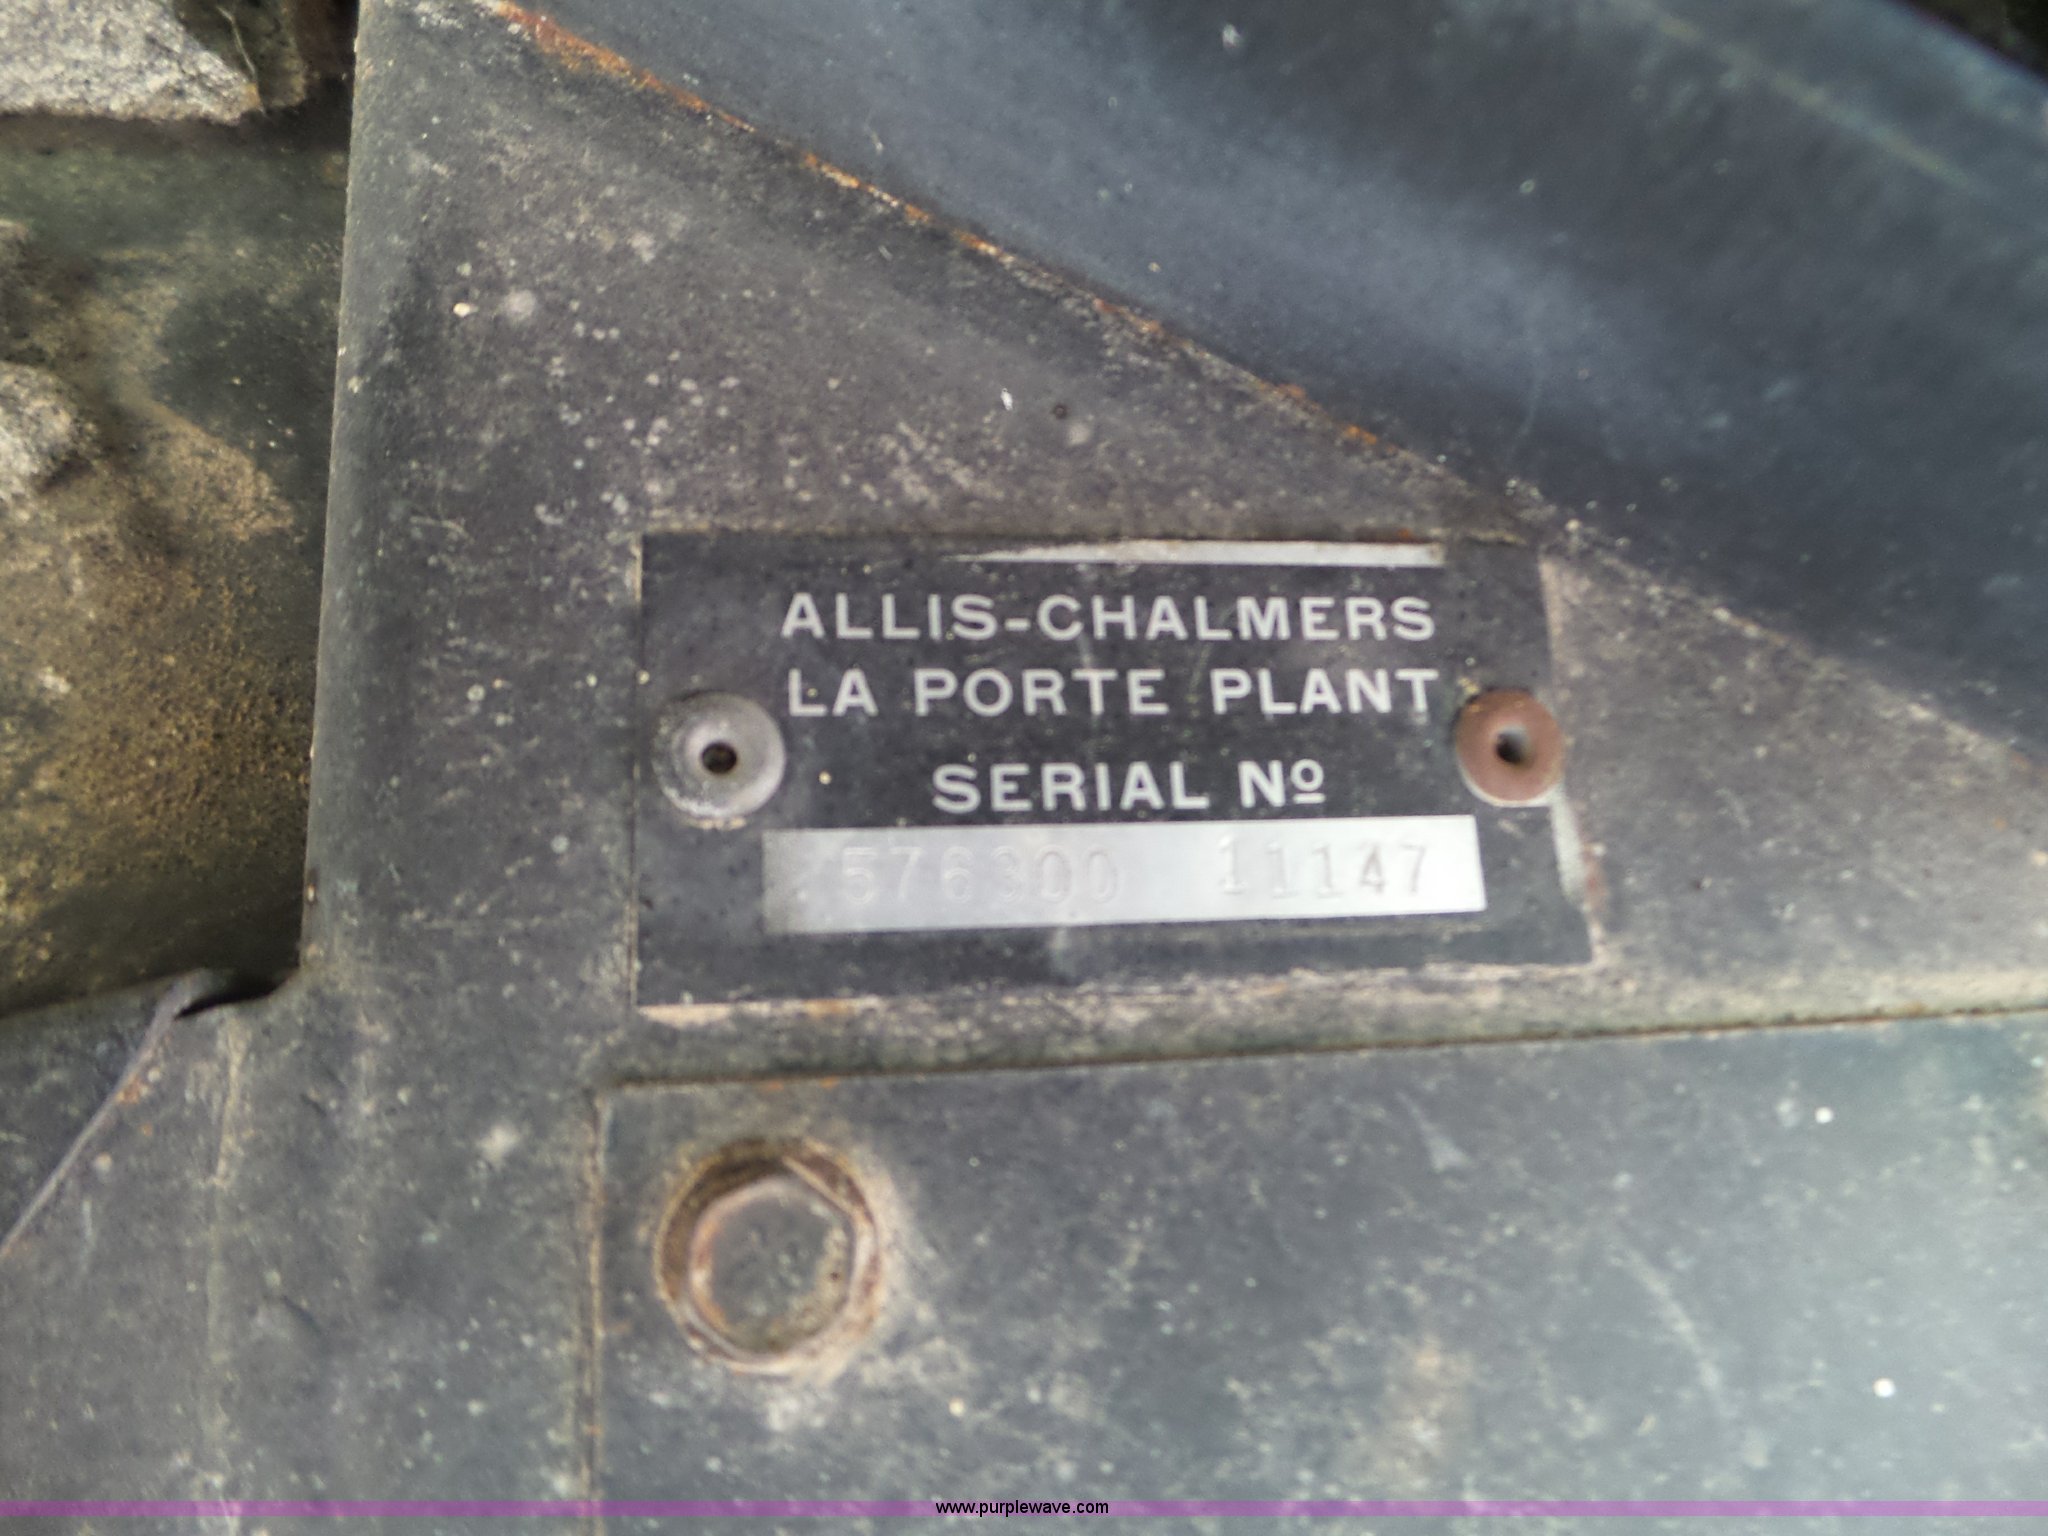 ALLIS-CHALMERS
LA PORTE PLANT
SERIAL Nº
576300 11147
www.purplewave.com